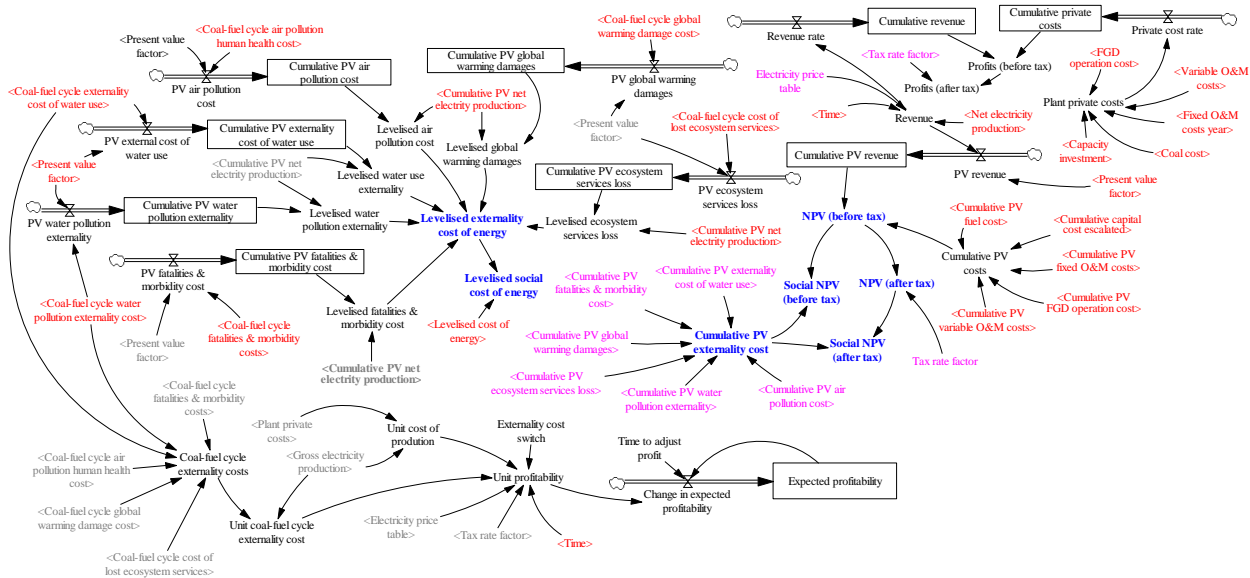 <Coal-fuel cycle air pollution
human health cost>
<Present value
factor>
PV air pollution
cost
Cumulative PV air
pollution cost
<Coal-fuel cycle externality
cost of water use>
PV external cost of
water use
Cumulative PV externality
cost of water use
<Present value
factor>
PV water pollution
externality
Cumulative PV water
pollution externality
<Cumulative PV net
electrity production>
Levelised water use
externality
Levelised water
pollution externality
Levelised air
pollution cost
Cumulative PV global
warming damages
<Cumulative PV net
electrity production>
Levelised global
warming damages
<Coal-fuel cycle global
warming damage cost>
PV global warming
damages
<Present value
factor>
<Coal-fuel cycle cost of
lost ecosystem services>
Cumulative PV ecosystem
services loss
PV ecosystem
services loss
Levelised ecosystem
services loss
<Cumulative PV net
electrity production>
Levelised externality
cost of energy
Levelised social
cost of energy
<Levelised cost of
energy>
PV fatalities &
morbidity cost
Cumulative PV fatalities &
morbidity cost
<Coal-fuel cycle water
pollution externality cost>
<Present value
factor>
<Coal-fuel cycle
fatalities & morbidity
costs>
Levelised fatalities &
morbidity cost
<Cumulative PV net
electrity production>
Revenue rate
Cumulative revenue
Cumulative private
costs
Private cost rate
<Tax rate factor>
Profits (before tax)
Profits (after tax)
Electricity price
table
<Time>
Revenue
<Net electricity
production>
<FGD
operation cost>
<Variable O&M
costs>
Plant private costs
<Fixed O&M
costs year>
<Capacity
investment>
<Coal cost>
Cumulative PV revenue
PV revenue
<Present value
factor>
NPV (before tax)
<Cumulative PV
fuel cost>
<Cumulative capital
cost escalated>
Cumulative PV
costs
<Cumulative PV
fixed O&M costs>
<Cumulative PV
FGD operation cost>
<Cumulative PV
variable O&M costs>
<Cumulative PV
fatalities & morbidity
cost>
<Cumulative PV externality
cost of water use>
Social NPV
(before tax)
NPV (after tax)
Cumulative PV
externality cost
Social NPV
(after tax)
Tax rate factor
<Cumulative PV global
warming damages>
<Cumulative PV
ecosystem services loss>
<Cumulative PV water
pollution externality>
<Cumulative PV air
pollution cost>
<Coal-fuel cycle
fatalities & morbidity
costs>
<Coal-fuel cycle air
pollution human health
cost>
Coal-fuel cycle
externality costs
<Coal-fuel cycle global
warming damage cost>
<Coal-fuel cycle cost of
lost ecosystem services>
<Plant private
costs>
Unit cost of
prodution
<Gross electricity
production>
Unit coal-fuel cycle
externality cost
Externality cost
switch
Unit profitability
<Electricity price
table>
<Tax rate factor>
<Time>
Time to adjust
profit
Change in expected
profitability
Expected profitability